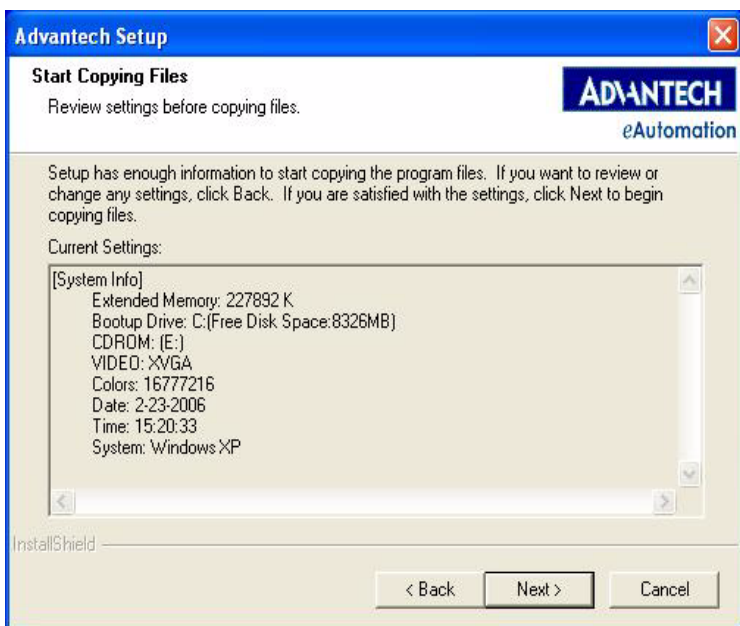 Advantech Setup
Start Copying Files
Review settings before copying files.
ADVANTECH
eAutomation
Setup has enough information to start copying the program files. If you want to review or
change any settings, click Back. If you are satisfied with the settings, click Next to begin
copying files.
Current Settings:
[System Info]
Extended Memory: 227892 K
Bootup Drive: C:(Free Disk Space:8326MB)
CDROM: (E:)
VIDEO: XVGA
Colors: 16777216
Date: 2-23-2006
Time: 15:20:33
System: Windows XP
InstallShield
< Back Next > Cancel